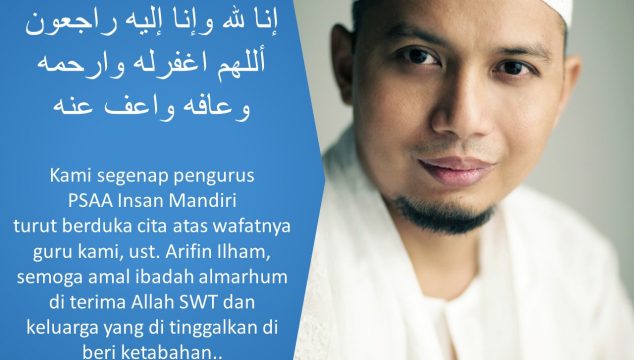 إنا لله وإنا إليه راجعون
أللهم اغفرله وارحمه
وعافه واعف عنه
Kami segenap pengurus
PSAA Insan Mandiri
turut berduka cita atas wafatnya
guru kami, ust. Arifin Ilham,
semoga amal ibadah almarhum
di terima Allah SWT dan
keluarga yang di tinggalkan di
beri ketabahan..